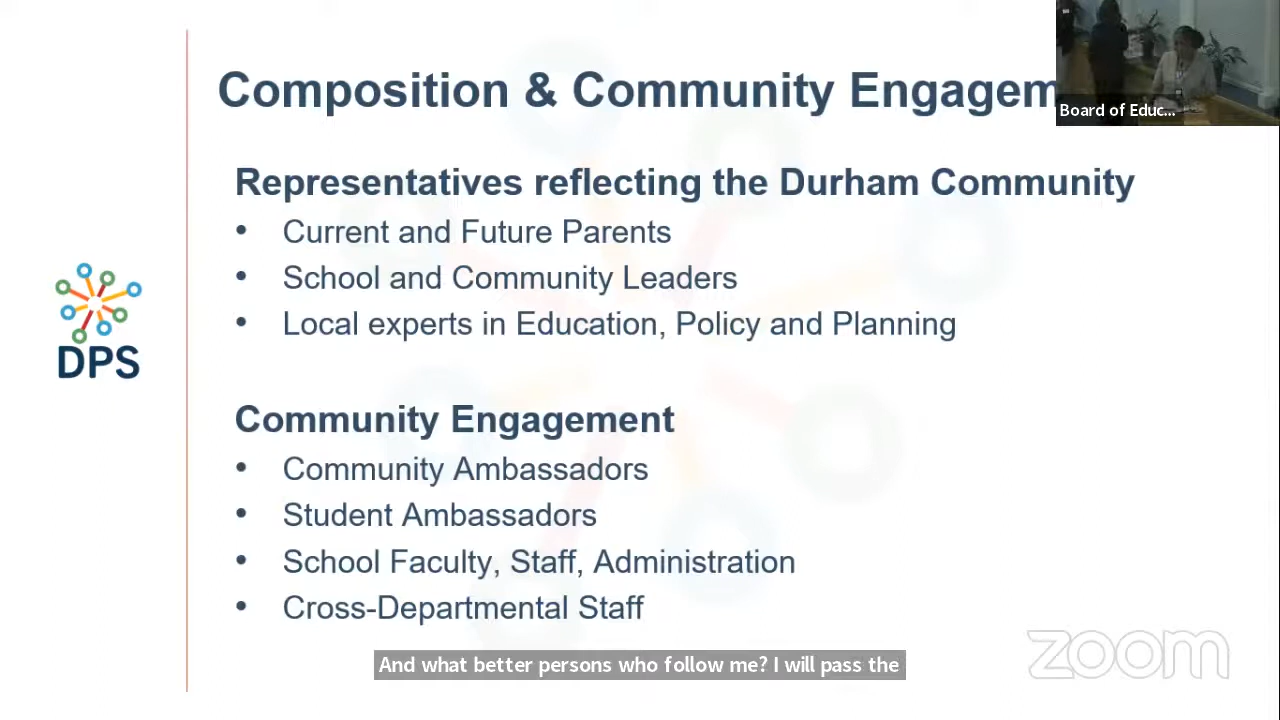 Composition & Community Engagem
Board of Educ...
Representatives reflecting the Durham Community
• Current and Future Parents
• School and Community Leaders
• Local experts in Education, Policy and Planning
DPS
Community Engagement
• Community Ambassadors
• Student Ambassadors
• School Faculty, Staff, Administration
• Cross-Departmental Staff
And what better persons who follow me? I will pass the
zoom